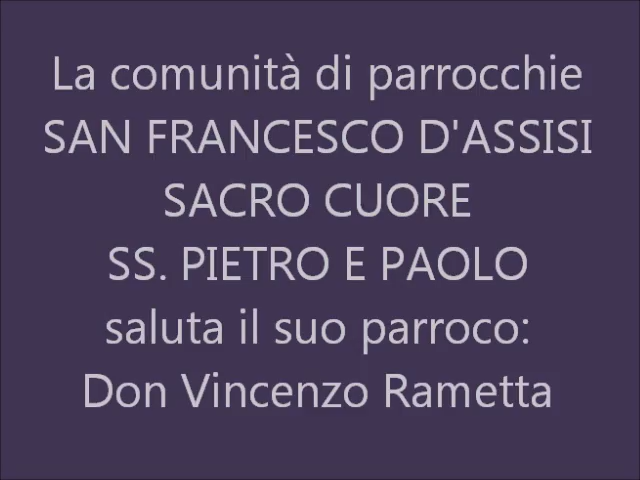 La comunità di parrocchie
SAN FRANCESCO D'ASSISI
SACRO CUORE
SS. PIETRO E PAOLO
saluta il suo parroco:
Don Vincenzo Rametta